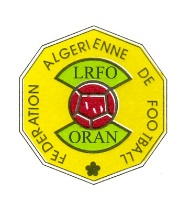 FEDERATION ALGERIENNE DE FOOTBALL
LRFO
ORAN